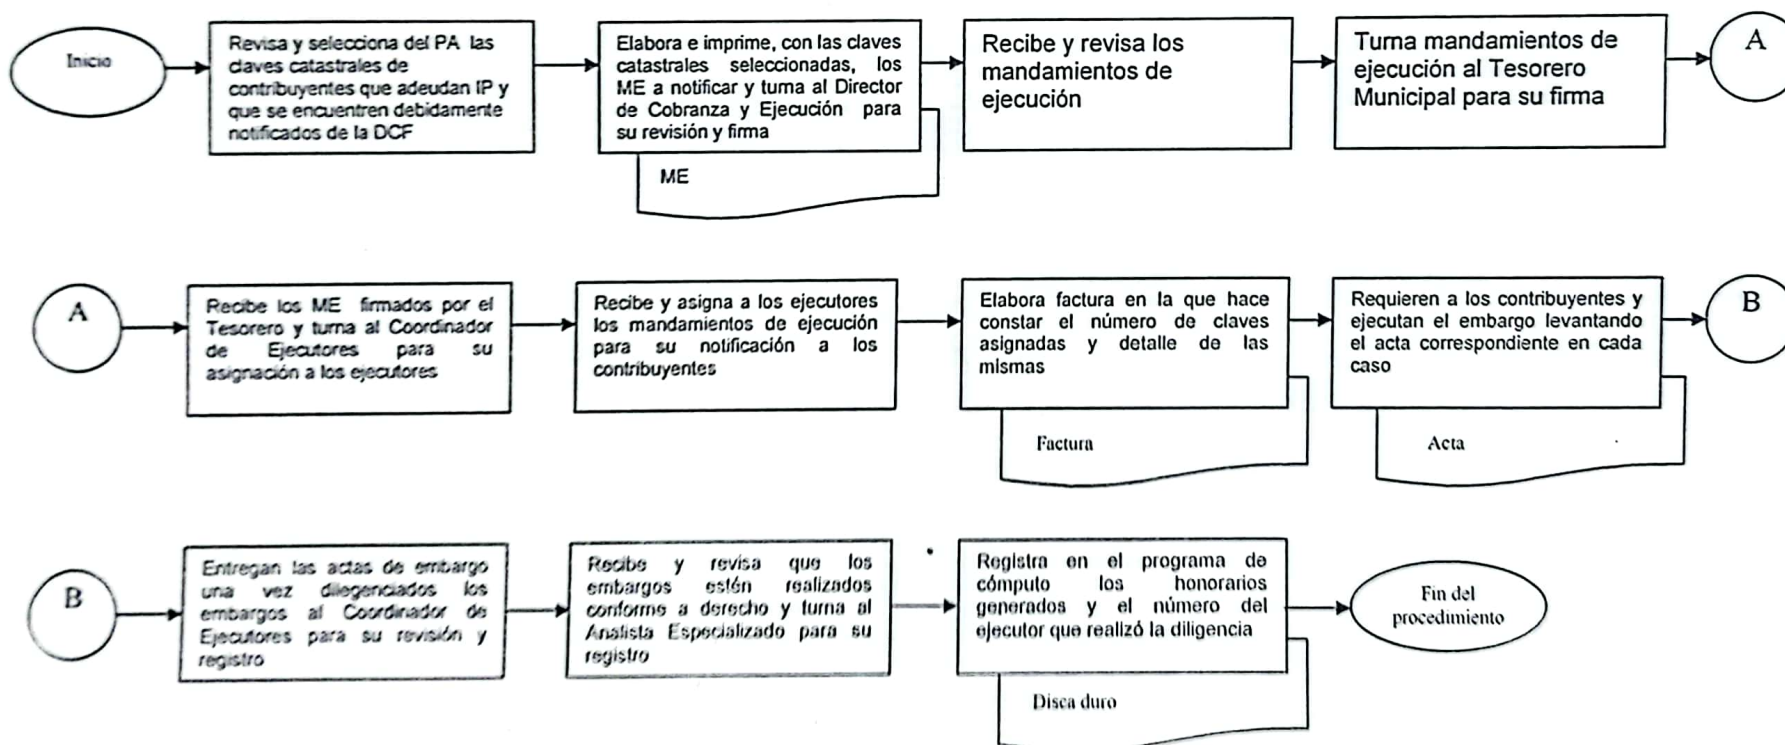 Inicio
Revisa y selecciona del PA las
claves catastrales de
contribuyentes que adeudan IP y
que se encuentren debidamente
notificados de la DCF
Elabora e imprime, con las claves
catastrales seleccionadas, los
ME a notificar y turna al Director
de Cobranza y Ejecución para
su revisión y firma
ME
Recibe y revisa los
mandamientos de
ejecución
Turna mandamientos de
ejecución al Tesorero
Municipal para su firma
A
A
Recibe los ME firmados por el
Tesorero y turna al Coordinador
de Ejecutores para su
asignación a los ejecutores
Recibe y asigna a los ejecutores
los mandamientos de ejecución
para su notificación a los
contribuyentes
Elabora factura en la que hace
constar el número de claves
asignadas y detalle de las
mismas
Factura
Requieren a los contribuyentes y
ejecutan el embargo levantando
el acta correspondiente en cada
caso
Acta
B
B
Entregan las actas de embargo
una vez dilegenciados los
embargos al Coordinador de
Ejecutores para su revisión y
registro
Recibe y revisa que los
embargos estén realizados
conforme a derecho y turna al
Analista Especializado para su
registro
Registra en el programa de
cómputo los honorarios
generados y el número del
ejecutor que realizó la diligencia
Disca duro
Fin del
procedimiento